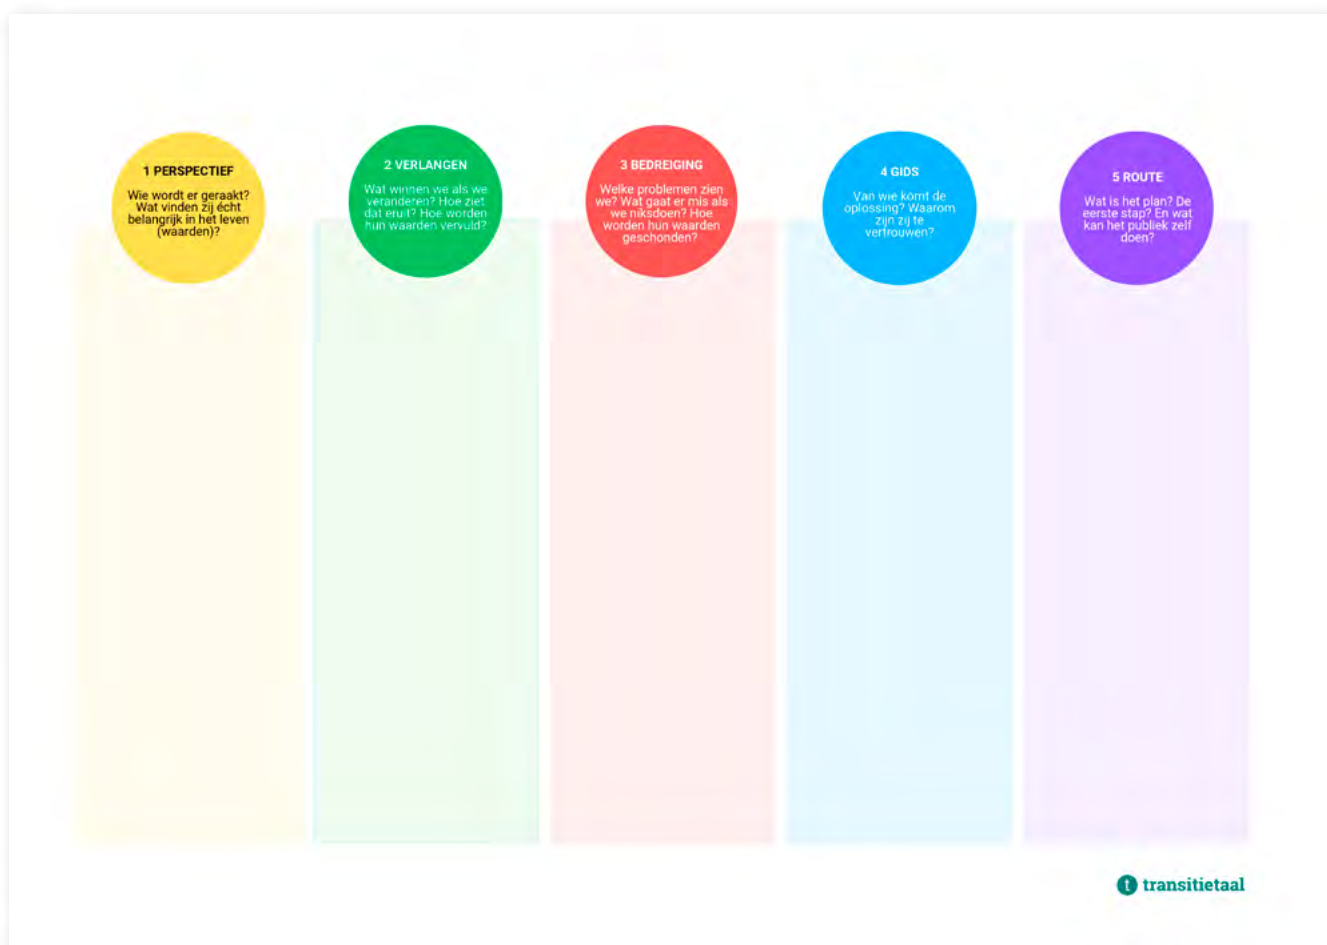 1 PERSPECTIEF
Wie wordt er geraakt?
Wat vinden zij écht
belangrijk in het leven
(waarden)?
2 VERLANGEN
Wat winnen we als we
veranderen? Hoe ziet
dat eruit? Hoe worden
hun waarden vervuld?
3 BEDREIGING
Welke problemen zien
we? Wat gaat er mis als
we niksdoen? Hoe
worden hun waarden
geschonden?
4 GIDS
Van wie komt de
oplossing? Waarom
zijn zij te
vertrouwen?
5 ROUTE
Wat is het plan? De
eerste stap? En wat
kan het publiek zelf
doen?
t transitietaal